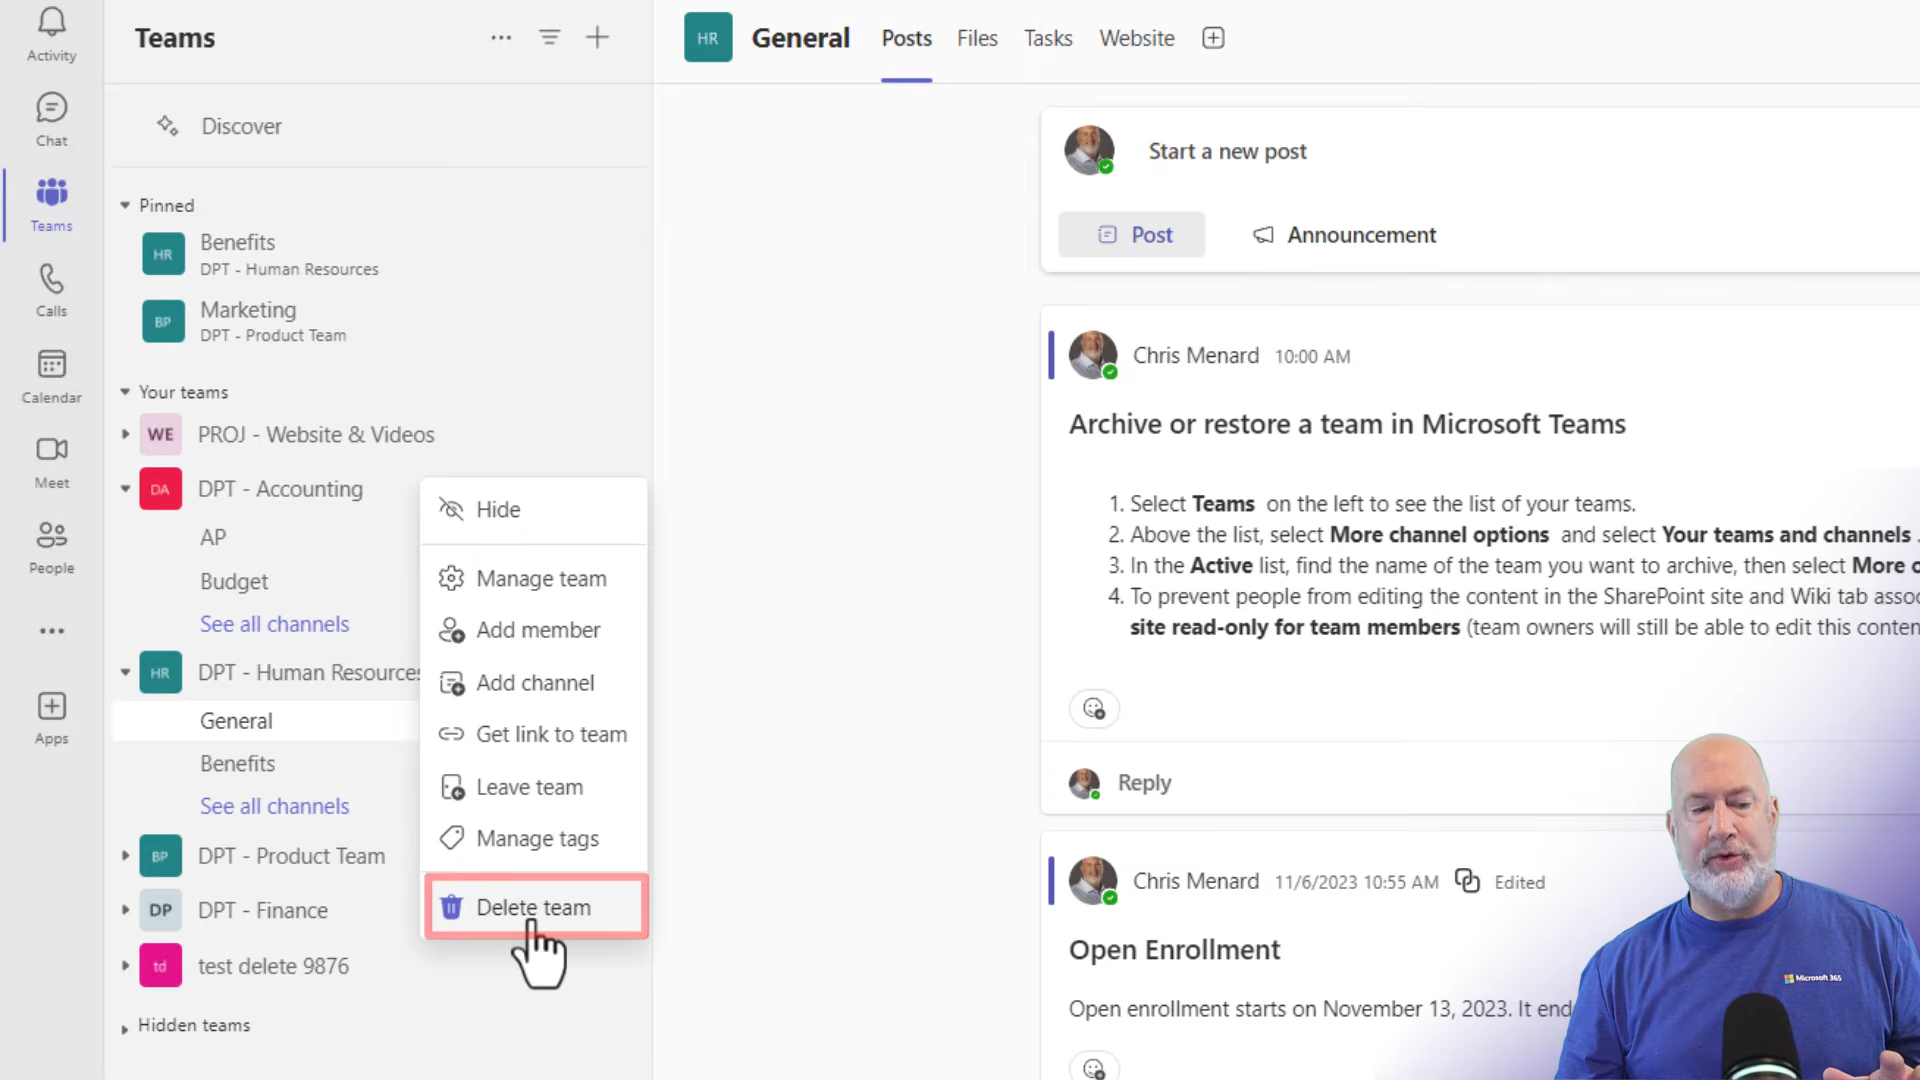 Activity
Chat
Teams
Calls
Calendar
Meet
People
Apps
Teams
Discover
Pinned
HR
Benefits
DPT - Human Resources
BP
Marketing
DPT - Product Team
Your teams
WE PROJ - Website & Videos
DA DPT - Accounting
AP
Budget
See all channels
HR DPT - Human Resources
General
Benefits
See all channels
BP DPT - Product Team
DP DPT - Finance
td test delete 9876
Hidden teams
Hide
Manage team
Add member
Add channel
Get link to team
Leave team
Manage tags
Delete team
HR General Posts Files Tasks Website
Start a new post
Post Announcement
Chris Menard 10:00 AM
Archive or restore a team in Microsoft Teams
1. Select Teams on the left to see the list of your teams.
2. Above the list, select More channel options and select Your teams and channels .
3. In the Active list, find the name of the team you want to archive, then select More
4. To prevent people from editing the content in the SharePoint site and Wiki tab
site read-only for team members (team owners will still be able to edit this
Reply
Chris Menard 11/6/2023 10:55 AM Edited
Open Enrollment
Open enrollment starts on November 13, 2023. It
Microsoft 365